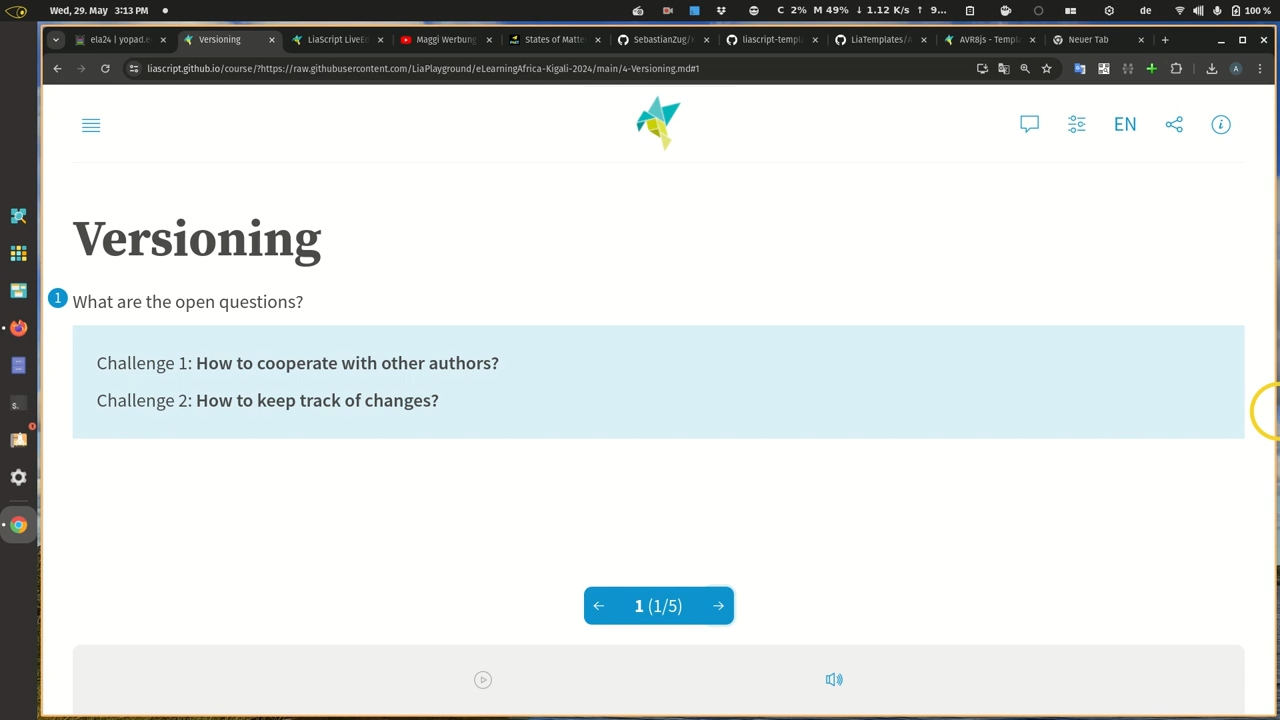 Wed, 29. May 3:13 PM
C 2% M 49% ↓ 1.12 K/s ↑ 9...
de
100 %
ela24 | yopad.e
Versioning
LiaScript LiveEd
Maggi Werbung
States of Matte
SebastianZug/
liascript-templ
LiaTemplates/
AVR8js - Templ
Neuer Tab
liascript.github.io/course/?https://raw.githubusercontent.com/LiaPlayground/eLearningAfrica-Kigali-2024/main/4-Versioning.md#1
A
EN
Versioning
1 What are the open questions?
Challenge 1: How to cooperate with other authors?
Challenge 2: How to keep track of changes?
1 (1/5)